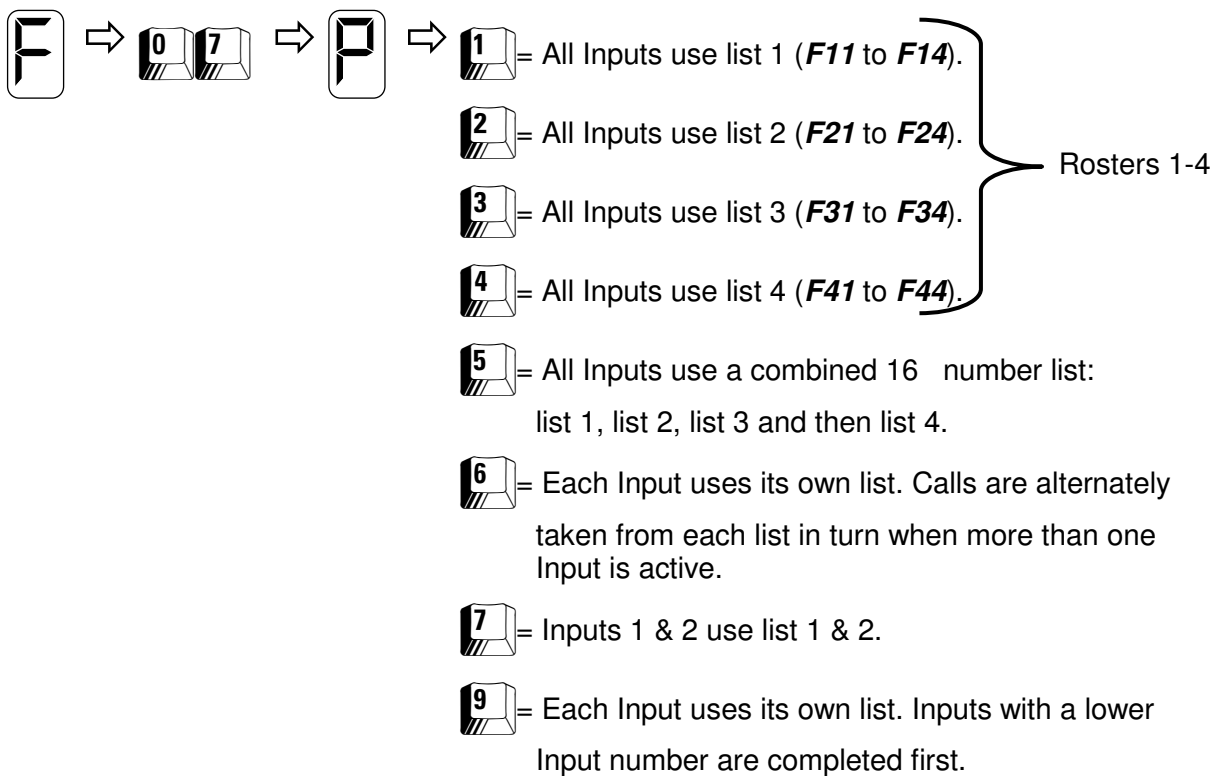 F ⇨ 0 7 ⇨ P ⇨ 1 = All Inputs use list 1 (F11 to F14).
2 = All Inputs use list 2 (F21 to F24).
Rosters 1-4
3 = All Inputs use list 3 (F31 to F34).
4 = All Inputs use list 4 (F41 to F44).
5 = All Inputs use a combined 16 number list:
list 1, list 2, list 3 and then list 4.
6 = Each Input uses its own list. Calls are alternately
taken from each list in turn when more than one
Input is active.
7 = Inputs 1 & 2 use list 1 & 2.
9 = Each Input uses its own list. Inputs with a lower
Input number are completed first.